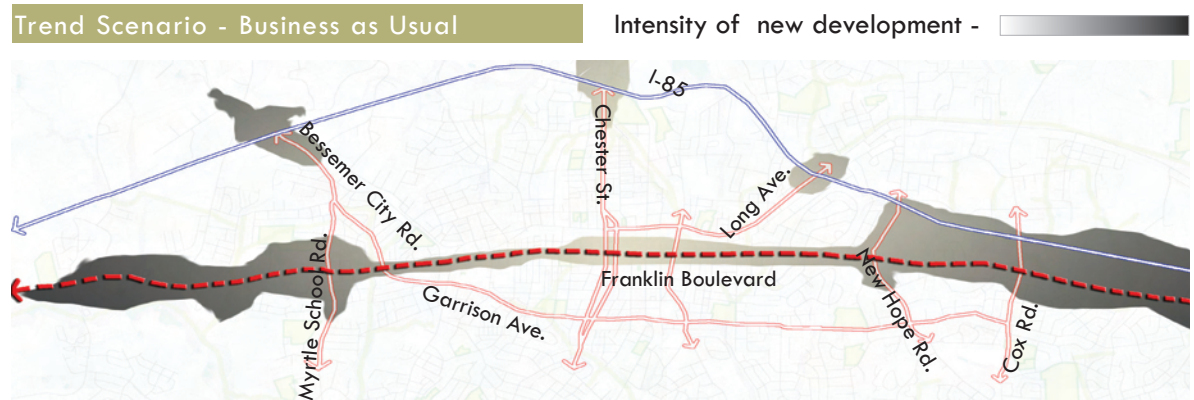 Trend Scenario - Business as Usual
Intensity of new development -
I-85
Bessemer City Rd.
Chester St.
Long Ave.
Myrtle School Rd.
Franklin Boulevard
New Hope Rd.
Garrison Ave.
Cox Rd.